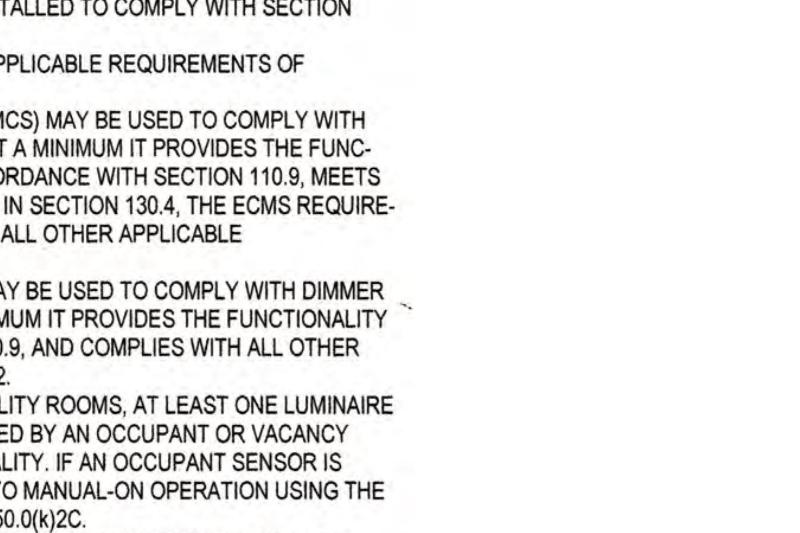 TALLED TO COMPLY WITH SECTION
PPLICABLE REQUIREMENTS OF
MCS) MAY BE USED TO COMPLY WITH
T A MINIMUM IT PROVIDES THE FUNC-
ORDANCE WITH SECTION 110.9, MEETS
IN SECTION 130.4, THE ECMS REQUIRE-
ALL OTHER APPLICABLE
AY BE USED TO COMPLY WITH DIMMER
MUM IT PROVIDES THE FUNCTIONALITY
0.9, AND COMPLIES WITH ALL OTHER
2.
LITY ROOMS, AT LEAST ONE LUMINAIRE
ED BY AN OCCUPANT OR VACANCY
ALITY. IF AN OCCUPANT SENSOR IS
TO MANUAL-ON OPERATION USING THE
50.0(k)2C.